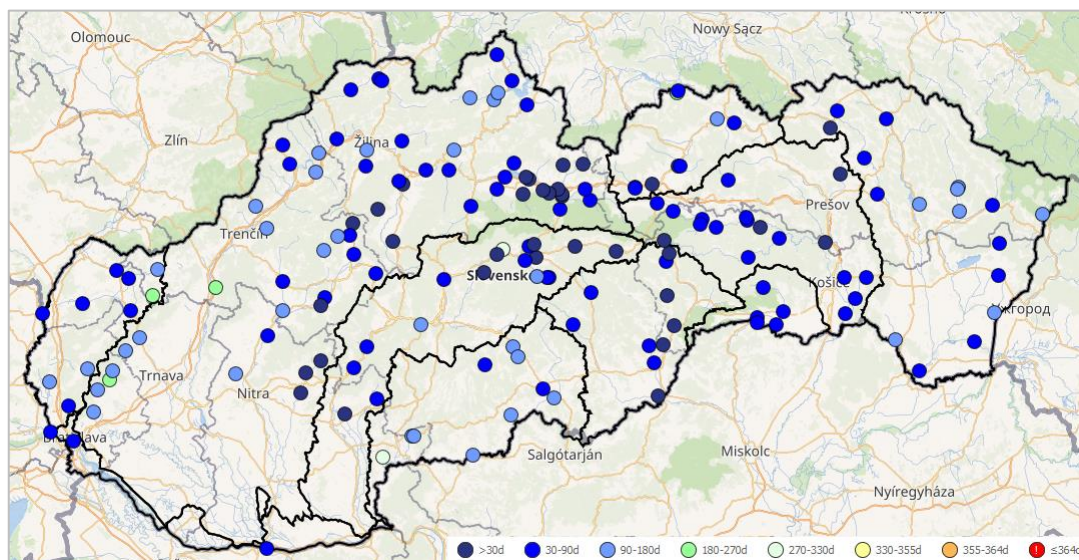 Krosno
Olomouc
Nowy Sącz
Zlín
Žilina
Prešov
Trenčín
Slovensko
Košice
Ужгород
Trnava
Nitra
Bratislava
Salgótarján
Miskolc
Nyíregyháza
>30d 30-90d 90-180d 180-270d 270-330d 330-355d 355-364d